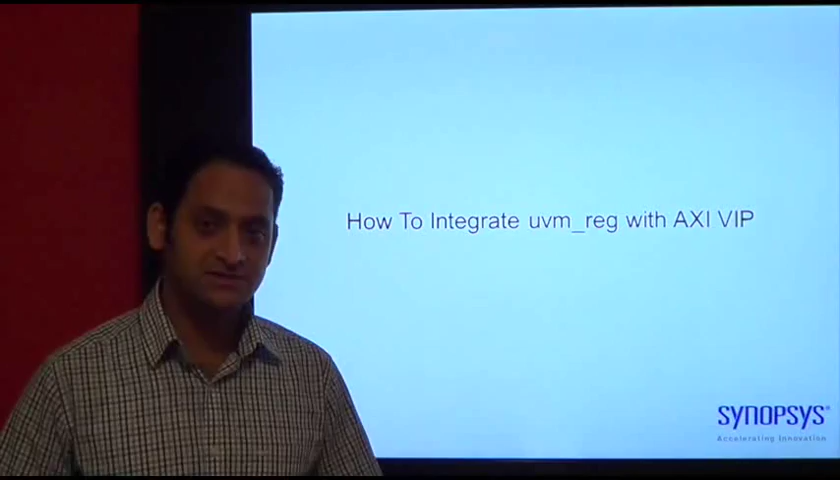 How To Integrate uvm_reg with AXI VIP
SYNOPSYS®
Accelerating Innovation